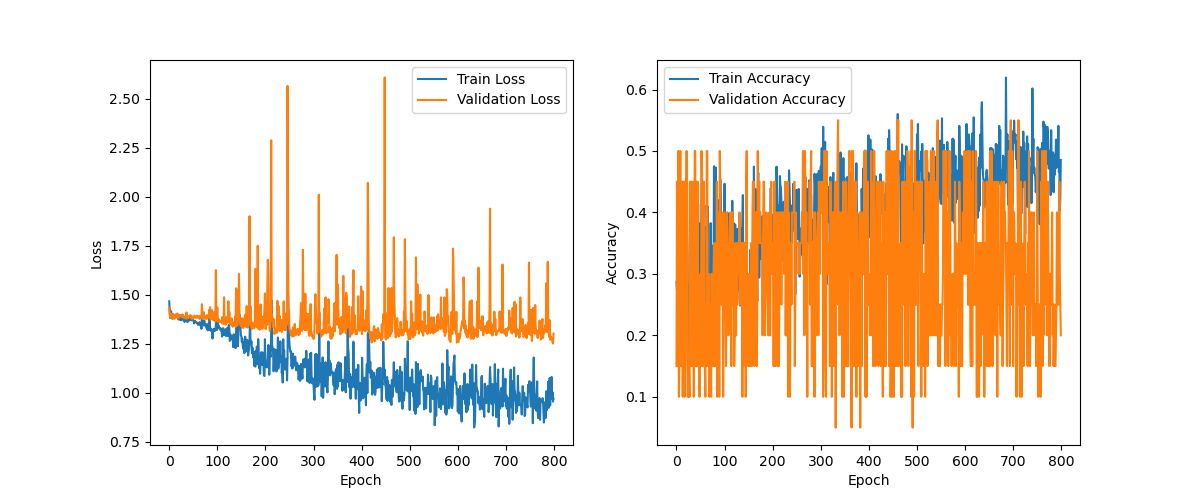 Train Loss
Validation Loss
2.50
2.25
2.00
1.75
1.50
1.25
1.00
0.75
Loss
0 100 200 300 400 500 600 700 800
Epoch
Train Accuracy
Validation Accuracy
0.6
0.5
0.4
0.3
0.2
0.1
Accuracy
0 100 200 300 400 500 600 700 800
Epoch